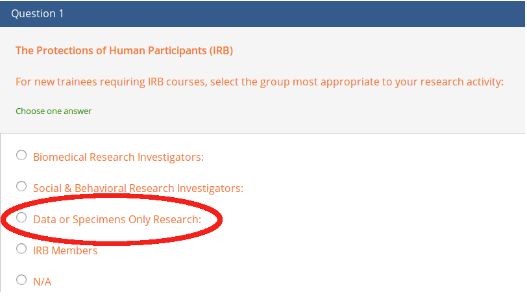 Question 1
The Protections of Human Participants (IRB)
For new trainees requiring IRB courses, select the group most appropriate to your research activity:
Choose one answer
Biomedical Research Investigators:
Social & Behavioral Research Investigators:
Data or Specimens Only Research:
IRB Members
N/A